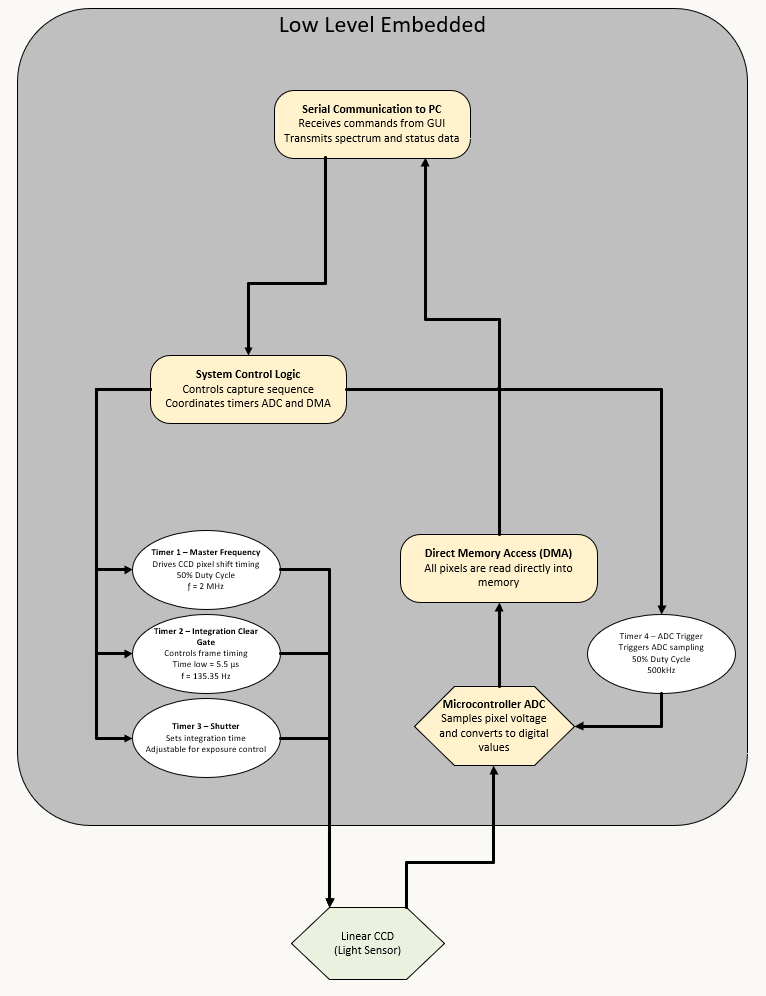 Low Level Embedded
Serial Communication to PC
Receives commands from GUI
Transmits spectrum and status data
System Control Logic
Controls capture sequence
Coordinates timers ADC and DMA
Timer 1 – Master Frequency
Drives CCD pixel shift timing
50% Duty Cycle
ƒ = 2 MHz
Timer 2 – Integration Clear
Gate
Controls frame timing
Time low = 5.5 µs
f = 135.35 Hz
Timer 3 – Shutter
Sets integration time
Adjustable for exposure control
Direct Memory Access (DMA)
All pixels are read directly into
memory
Timer 4 – ADC Trigger
Triggers ADC sampling
50% Duty Cycle
500kHz
Microcontroller ADC
Samples pixel voltage
and converts to digital
values
Linear CCD
(Light Sensor)